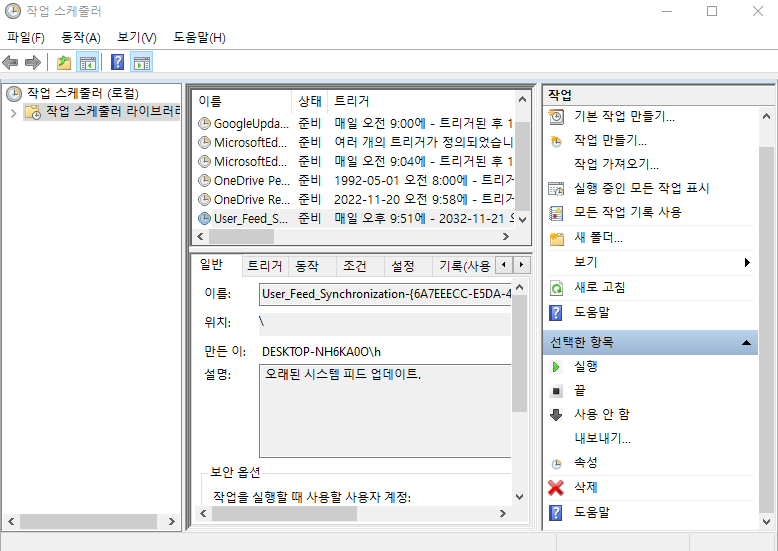 작업 스케줄러
파일(F) 동작(A) 보기(V) 도움말(H)
작업 스케줄러 (로컬)
작업 스케줄러 라이브러리
이름 상태 트리거
GoogleUpda... 준비 매일 오전 9:00에 - 트리거된 후 1
MicrosoftEd... 준비 여러 개의 트리거가 정의되었습니
MicrosoftEd... 준비 매일 오전 9:04에 - 트리거된 후 1
OneDrive Pe... 준비 1992-05-01 오전 8:00에 - 트리거
OneDrive Re... 준비 2022-11-20 오전 9:58에 - 트리거
User_Feed_S... 준비 매일 오후 9:51에 - 2032-11-21 오
일반 트리거 동작 조건 설정 기록(사용
이름: User_Feed_Synchronization-{6A7EEECC-E5DA-4
위치: \
만든 이: DESKTOP-NH6KA0O\h
설명: 오래된 시스템 피드 업데이트.
보안 옵션
작업을 실행할 때 사용할 사용자 계정:
작업
기본 작업 만들기...
작업 만들기...
작업 가져오기...
실행 중인 모든 작업 표시
모든 작업 기록 사용
새 폴더...
보기
새로 고침
도움말
선택한 항목
실행
끝
사용 안 함
내보내기...
속성
삭제
도움말